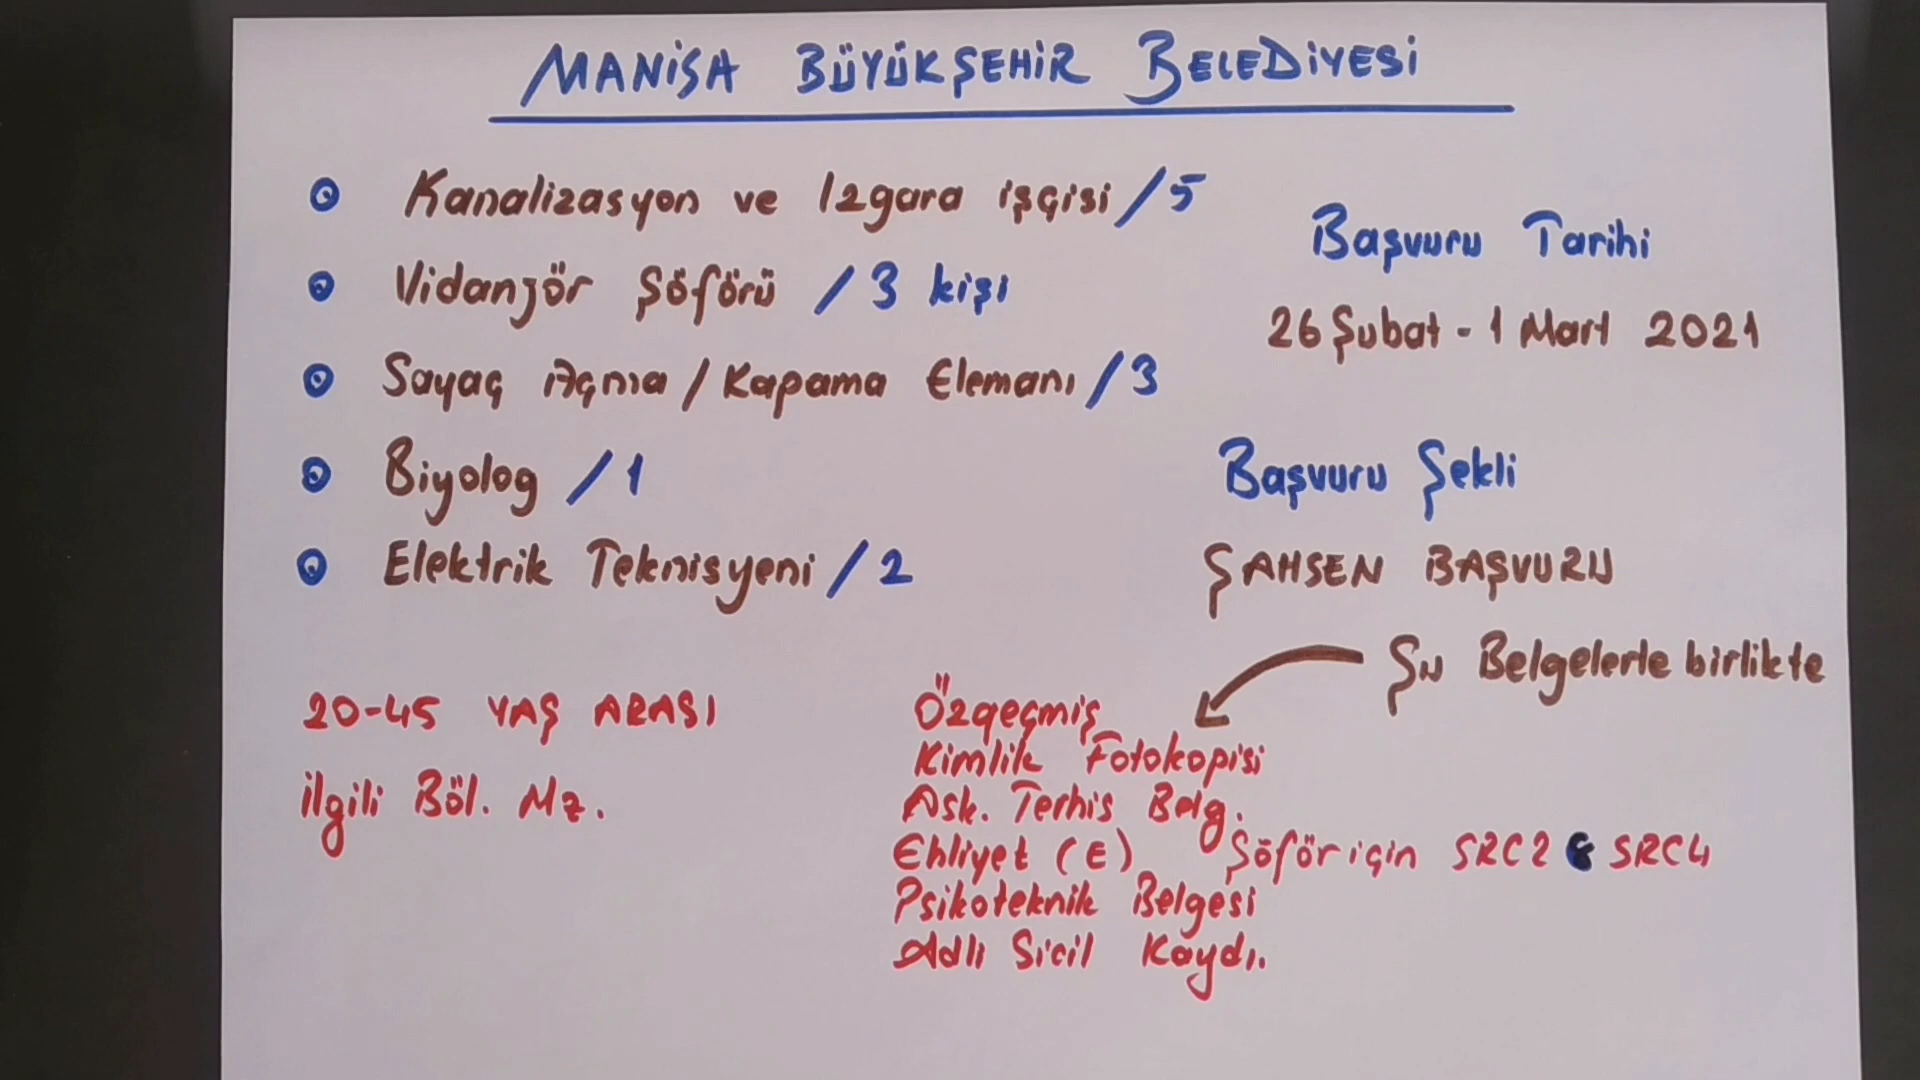 MANİSA BÜYÜKŞEHİR BELEDİYESİ
Kanalizasyon ve Izgara işçisi / 5
Vidanjör Şöförü / 3 kişi
Sayaç Açma / Kapama Elemanı / 3
Biyolog / 1
Elektrik Teknisyeni / 2
Başvuru Tarihi
26 Şubat - 1 Mart 2021
Başvuru Şekli
ŞAHSEN BAŞVURU
Şu Belgelerle birlikte
20-45 YAŞ ARASI
İlgili Böl. Mz.
Özgeçmiş
Kimlik Fotokopisi
Ask. Terhis Belg.
Ehliyet (E) Şöför için SRC2 & SRC4
Psikoteknik Belgesi
Adli Sicil Kaydı.